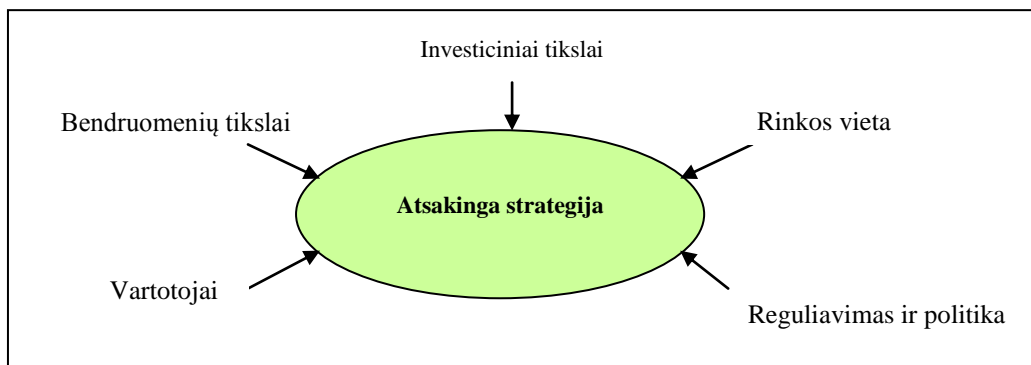 Investiciniai tikslai
Bendruomenių tikslai
Rinkos vieta
Atsakinga strategija
Vartotojai
Reguliavimas ir politika